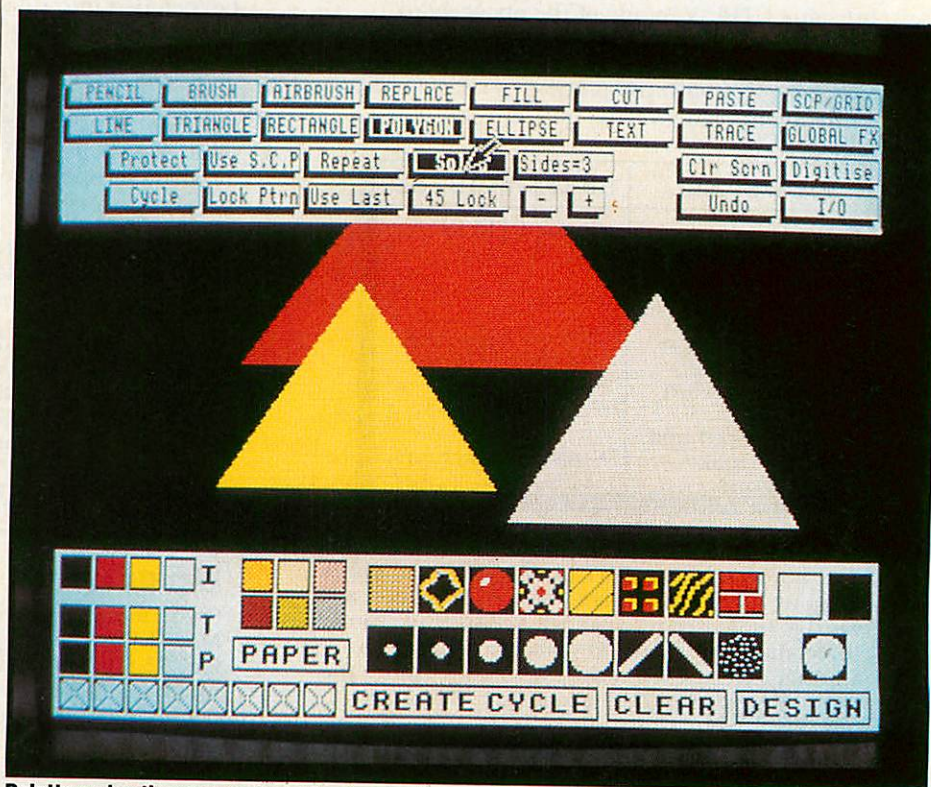 PENCIL BRUSH AIRBRUSH REPLACE FILL CUT PASTE SCP/GRID
LINE TRIANGLE RECTANGLE POLYGON ELLIPSE TEXT TRACE GLOBAL FX
Protect Use S.C.P Repeat Sides=3 Clr Scrn Digitise
Cycle Lock Ptrn Use Last 45 Lock - + Undo I/O
I
T
P
PAPER
CREATE CYCLE CLEAR DESIGN